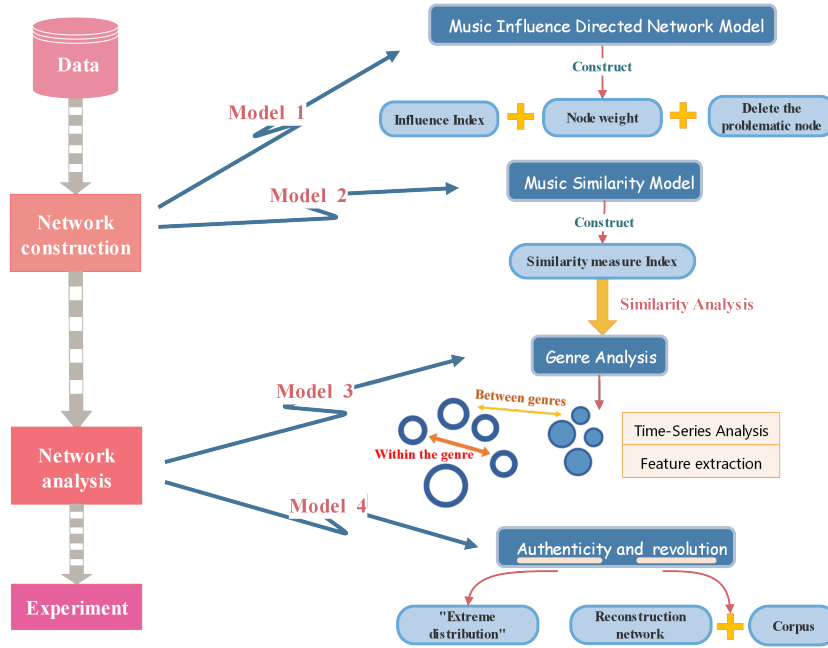 Data
Network
construction
Network
analysis
Experiment
Model 1
Model 2
Model 3
Model 4
Music Influence Directed Network Model
Construct
Influence Index
Node weight
Delete the
problematic node
Music Similarity Model
Construct
Similarity measure Index
Similarity Analysis
Genre Analysis
Between genres
Within the genre
Time-Series Analysis
Feature extraction
Authenticity and revolution
"Extreme
distribution"
Reconstruction
network
Corpus